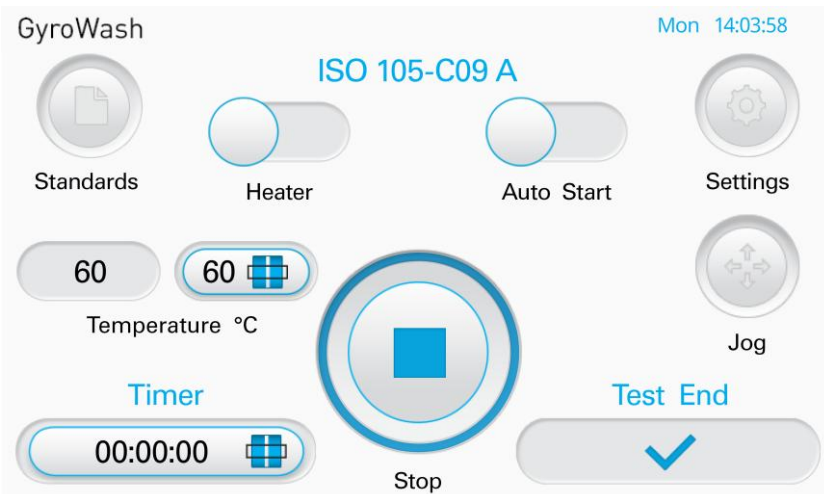 GyroWash
Mon 14:03:58
ISO 105-C09 A
Standards
Heater
Auto Start
Settings
60
60
Temperature °C
Jog
Timer
Test End
00:00:00
Stop